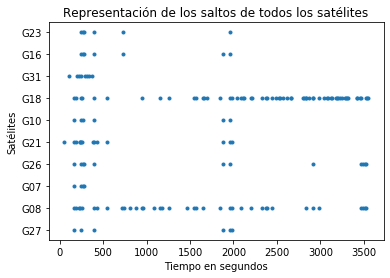 Representación de los saltos de todos los satélites
Satélites
G23
G16
G31
G18
G10
G21
G26
G07
G08
G27
0
500
1000
1500
2000
2500
3000
3500
Tiempo en segundos